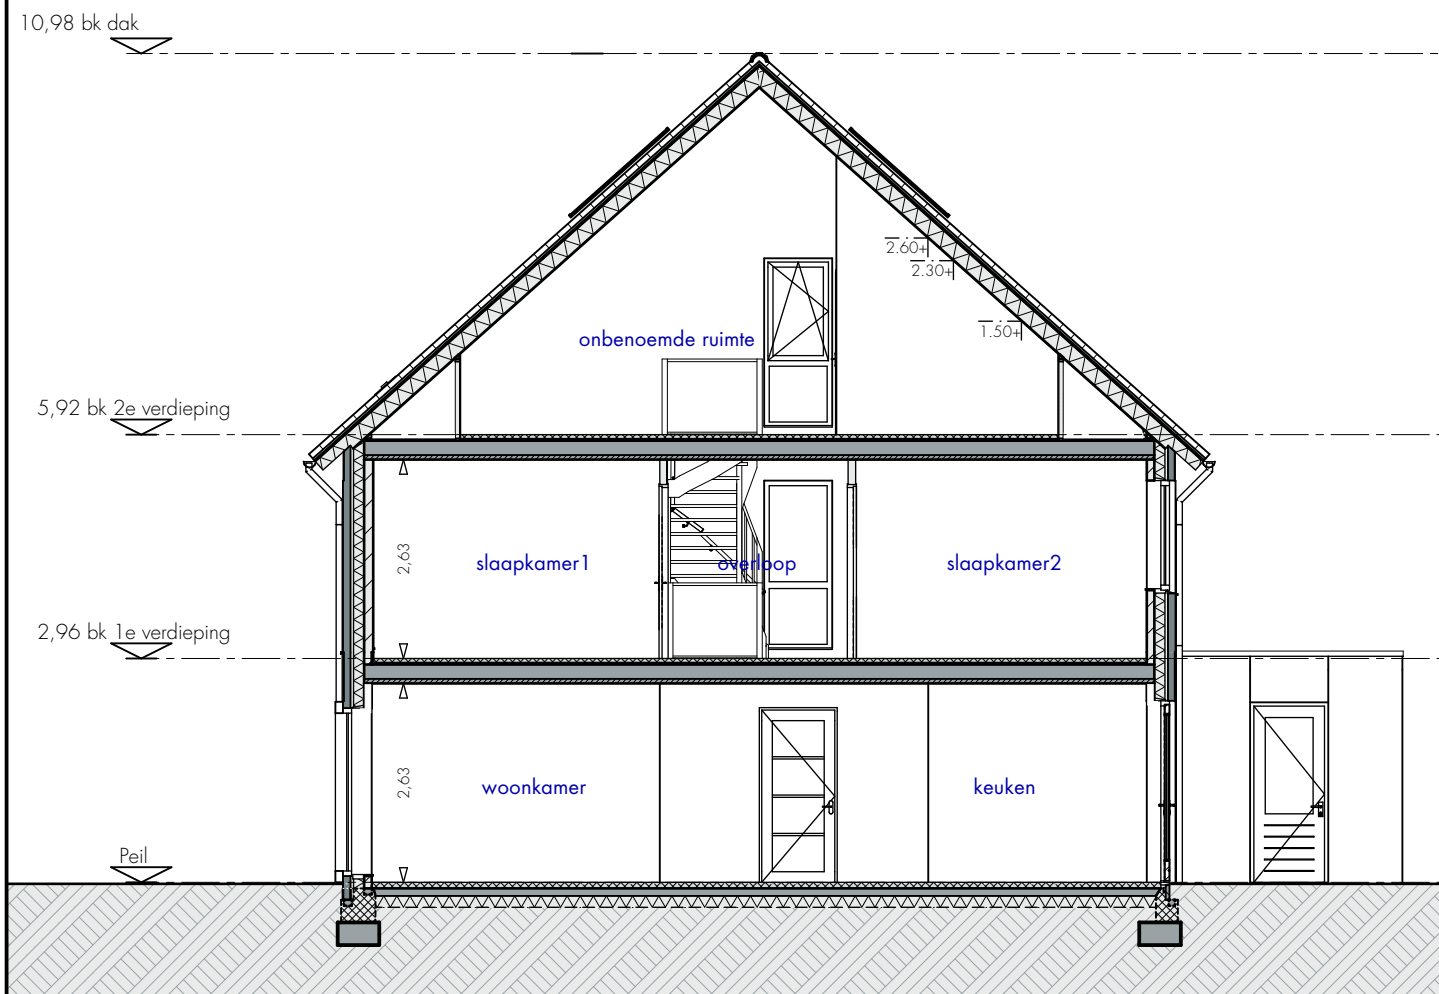 10,98 bk dak
2.60+
2.30+
1.50+
onbenoemde ruimte
5,92 bk 2e verdieping
2,63
slaapkamer1
overloop
slaapkamer2
2,96 bk 1e verdieping
2,63
woonkamer
keuken
Peil